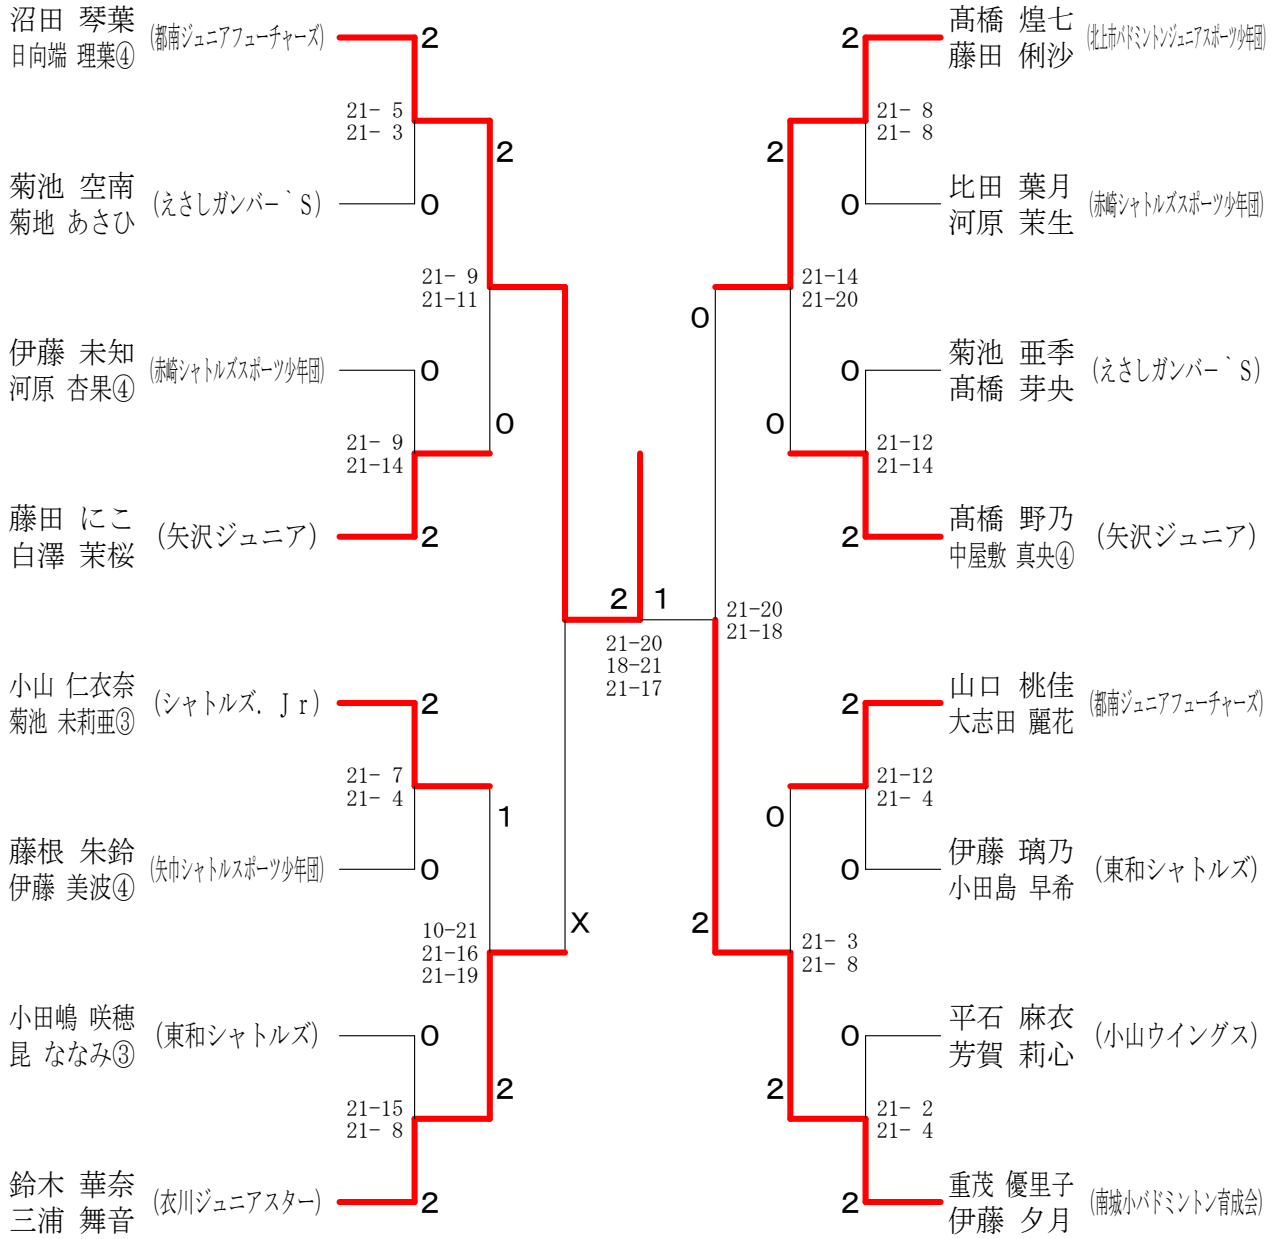 沼田 琴葉
日向端 理葉④
(都南ジュニアフューチャーズ)
2
21- 5
21- 3
菊池 空南
菊地 あさひ
(えさしガンバー｀S)
0
2
21- 9
21-11
伊藤 未知
河原 杏果④
(赤崎シャトルズスポーツ少年団)
0
21- 9
21-14
0
藤田 にこ
白澤 茉桜
(矢沢ジュニア)
2
小山 仁衣奈
菊池 未莉亜③
(シャトルズ．Ｊｒ)
2
21- 7
21- 4
1
藤根 朱鈴
伊藤 美波④
(矢巾シャトルスポーツ少年団)
0
10-21
21-16
21-19
X
小田嶋 咲穂
昆 ななみ③
(東和シャトルズ)
0
21-15
21- 8
2
鈴木 華奈
三浦 舞音
(衣川ジュニアスター)
2
2 1
21-20
18-21
21-17
髙橋 煌七
藤田 俐沙
(北上市バドミントンジュニアスポーツ少年団)
2
21- 8
21- 8
2
比田 葉月
河原 茉生
(赤崎シャトルズスポーツ少年団)
0
21-14
21-20
0
菊池 亜季
髙橋 芽央
(えさしガンバー｀S)
0
21-12
21-14
0
髙橋 野乃
中屋敷 真央④
(矢沢ジュニア)
2
21-20
21-18
山口 桃佳
大志田 麗花
(都南ジュニアフューチャーズ)
2
21-12
21- 4
0
伊藤 璃乃
小田島 早希
(東和シャトルズ)
0
2
21- 3
21- 8
平石 麻衣
芳賀 莉心
(小山ウイングス)
0
21- 2
21- 4
2
重茂 優里子
伊藤 夕月
(南城小バドミントン育成会)
2